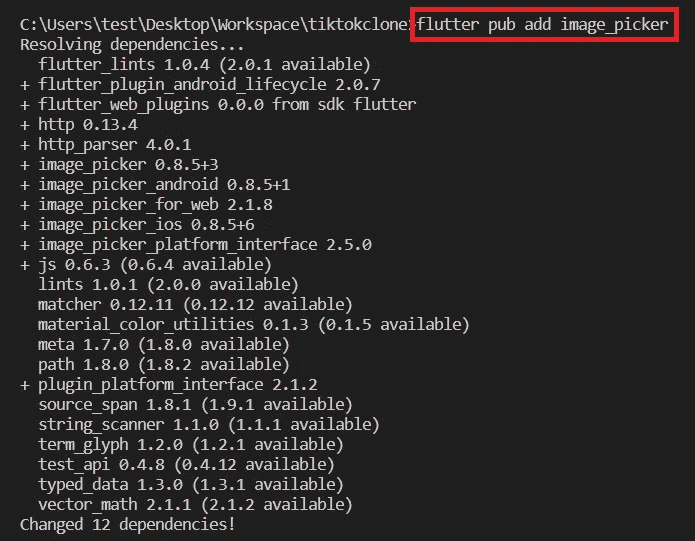 C:\Users\test\Desktop\Workspace\tiktokclone>flutter pub add image_picker
Resolving dependencies...
  flutter_lints 1.0.4 (2.0.1 available)
+ flutter_plugin_android_lifecycle 2.0.7
+ flutter_web_plugins 0.0.0 from sdk flutter
+ http 0.13.4
+ http_parser 4.0.1
+ image_picker 0.8.5+3
+ image_picker_android 0.8.5+1
+ image_picker_for_web 2.1.8
+ image_picker_ios 0.8.5+6
+ image_picker_platform_interface 2.5.0
+ js 0.6.3 (0.6.4 available)
  lints 1.0.1 (2.0.0 available)
  matcher 0.12.11 (0.12.12 available)
  material_color_utilities 0.1.3 (0.1.5 available)
  meta 1.7.0 (1.8.0 available)
  path 1.8.0 (1.8.2 available)
+ plugin_platform_interface 2.1.2
  source_span 1.8.1 (1.9.1 available)
  string_scanner 1.1.0 (1.1.1 available)
  term_glyph 1.2.0 (1.2.1 available)
  test_api 0.4.8 (0.4.12 available)
  typed_data 1.3.0 (1.3.1 available)
  vector_math 2.1.1 (2.1.2 available)
Changed 12 dependencies!